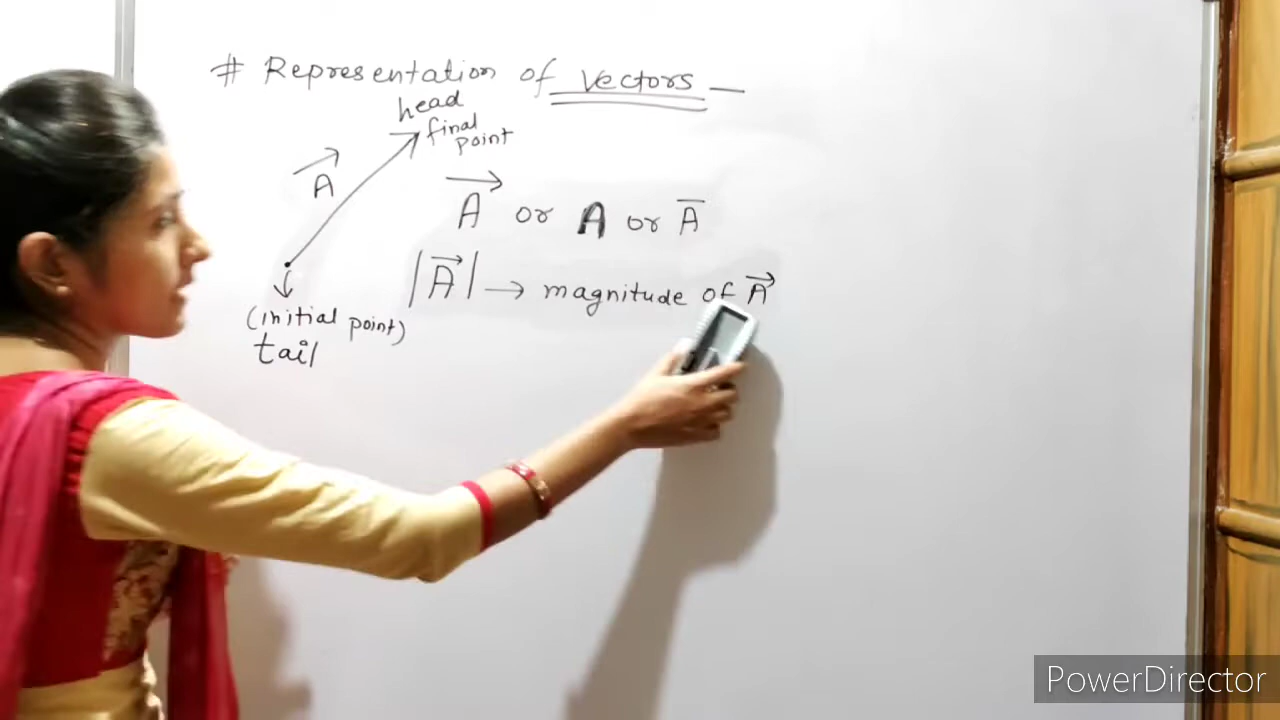 # Representation of Vectors —
head
final
point
A⃗
A⃗ or A or A̅
|A⃗| → magnitude of A⃗
(initial point)
tail
PowerDirector